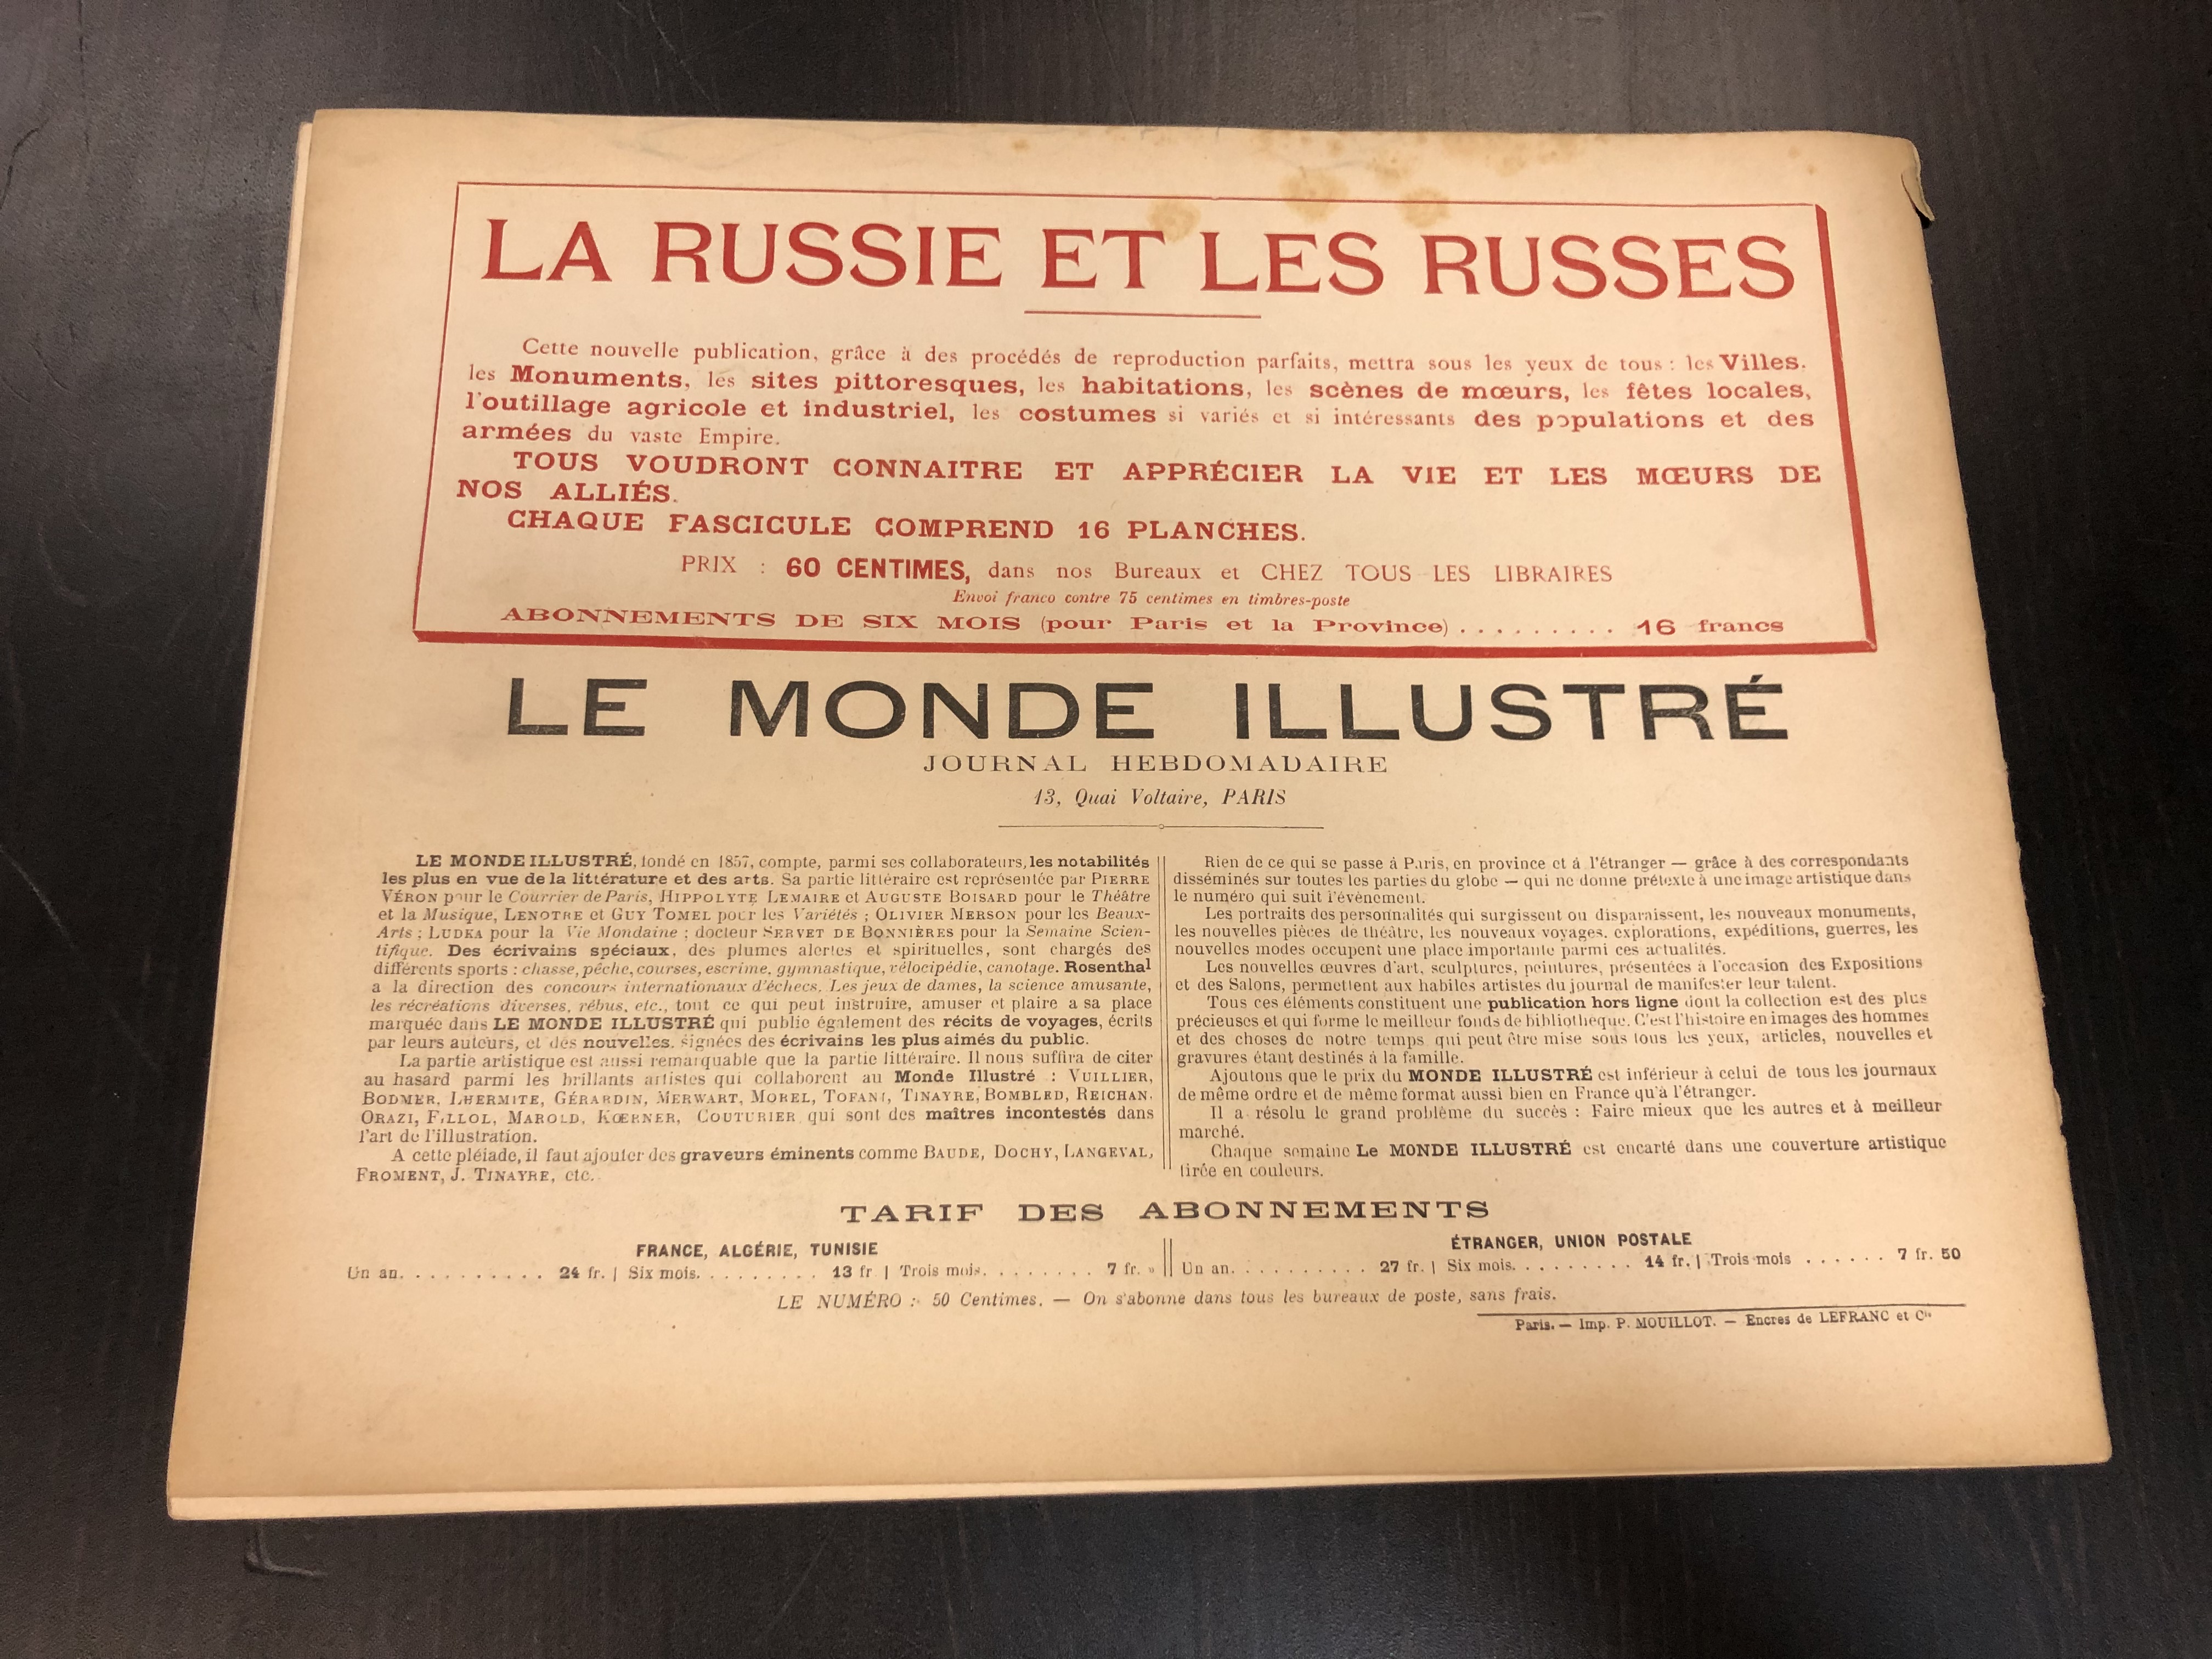 LA RUSSIE ET LES RUSSES
Cette nouvelle publication, grâce à des procédés de reproduction parfaits, mettra sous les yeux de tous : les Villes.
les Monuments, les sites pittoresques, les habitations, les scènes de mœurs, les fêtes locales,
l'outillage agricole et industriel, les costumes si variés et si intéressants des populations et des
armées du vaste Empire.
TOUS VOUDRONT CONNAITRE ET APPRÉCIER LA VIE ET LES MŒURS DE
NOS ALLIÉS.
CHAQUE FASCICULE COMPREND 16 PLANCHES.
PRIX : 60 CENTIMES, dans nos Bureaux et CHEZ TOUS LES LIBRAIRES
Envoi franco contre 75 centimes en timbres-poste
ABONNEMENTS DE SIX MOIS (pour Paris et la Province) . . . . . . . . . 16 francs
LE MONDE ILLUSTRÉ
JOURNAL HEBDOMADAIRE
13, Quai Voltaire, PARIS
LE MONDE ILLUSTRÉ, fondé en 1857, compte, parmi ses collaborateurs, les notabilités
les plus en vue de la littérature et des arts. Sa partie littéraire est représentée par PIERRE
VÉRON pour le Courrier de Paris, HIPPOLYTE LEMAIRE et AUGUSTE BOISARD pour le Théâtre
et la Musique, LENOTRE et GUY TOMEL pour les Variétés ; OLIVIER MERSON pour les Beaux-
Arts ; LUDKA pour la Vie Mondaine ; docteur SERVET DE BONNIÈRES pour la Semaine Scien-
tifique. Des écrivains spéciaux, des plumes alertes et spirituelles, sont chargés des
différents sports : chasse, pêche, courses, escrime, gymnastique, vélocipédie, canotage. Rosenthal
a la direction des concours internationaux d'échecs. Les jeux de dames, la science amusante,
les récréations diverses, rébus, etc., tout ce qui peut instruire, amuser et plaire a sa place
marquée dans LE MONDE ILLUSTRÉ qui publie également des récits de voyages, écrits
par leurs auteurs, et des nouvelles, signées des écrivains les plus aimés du public.
La partie artistique est aussi remarquable que la partie littéraire. Il nous suffira de citer
au hasard parmi les brillants artistes qui collaborent au Monde Illustré : VUILLIER,
BODMER, LHERMITE, GÉRARDIN, MERWART, MOREL, TOFANI, TINAYRE, BOMBLED, REICHAN,
ORAZI, FILLOL, MAROLD, KŒRNER, COUTURIER qui sont des maîtres incontestés dans
l'art de l'illustration.
A cette pléiade, il faut ajouter des graveurs éminents comme BAUDE, DOCHY, LANGEVAL,
FROMENT, J. TINAYRE, etc.
Rien de ce qui se passe à Paris, en province et à l'étranger — grâce à des correspondants
disséminés sur toutes les parties du globe — qui ne donne prétexte à une image artistique dans
le numéro qui suit l'évènement.
Les portraits des personnalités qui surgissent ou disparaissent, les nouveaux monuments,
les nouvelles pièces de théâtre, les nouveaux voyages. explorations, expéditions, guerres, les
nouvelles modes occupent une place importante parmi ces actualités.
Les nouvelles œuvres d'art, sculptures, peintures, présentées à l'occasion des Expositions
et des Salons, permettent aux habiles artistes du journal de manifester leur talent.
Tous ces éléments constituent une publication hors ligne dont la collection est des plus
précieuses et qui forme le meilleur fonds de bibliothèque. C'est l'histoire en images des hommes
et des choses de notre temps qui peut être mise sous tous les yeux, articles, nouvelles et
gravures étant destinés à la famille.
Ajoutons que le prix du MONDE ILLUSTRÉ est inférieur à celui de tous les journaux
de même ordre et de même format aussi bien en France qu'à l'étranger.
Il a résolu le grand problème du succès : Faire mieux que les autres et à meilleur
marché.
Chaque semaine Le MONDE ILLUSTRÉ est encarté dans une couverture artistique
tirée en couleurs.
TARIF DES ABONNEMENTS
FRANCE, ALGÉRIE, TUNISIE
Un an. . . . . . . . . . 24 fr. | Six mois. . . . . . . . . 13 fr | Trois mois. . . . . . . . 7 fr. »
ÉTRANGER, UNION POSTALE
Un an. . . . . . . . . . 27 fr. | Six mois. . . . . . . . . 14 fr. | Trois mois . . . . . . 7 fr. 50
LE NUMÉRO : 50 Centimes. — On s'abonne dans tous les bureaux de poste, sans frais.
Paris. — Imp. P. MOUILLOT. — Encres de LEFRANC et Cie